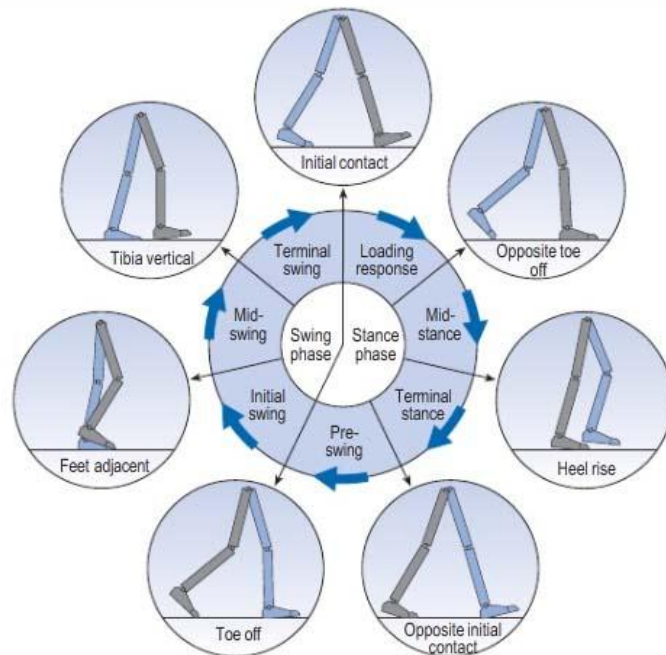 Initial contact
Tibia vertical
Opposite toe
off
Terminal
swing
Loading
response
Mid-
swing
Swing
phase
Stance
phase
Mid-
stance
Initial
swing
Pre-
swing
Terminal
stance
Feet adjacent
Heel rise
Toe off
Opposite initial
contact